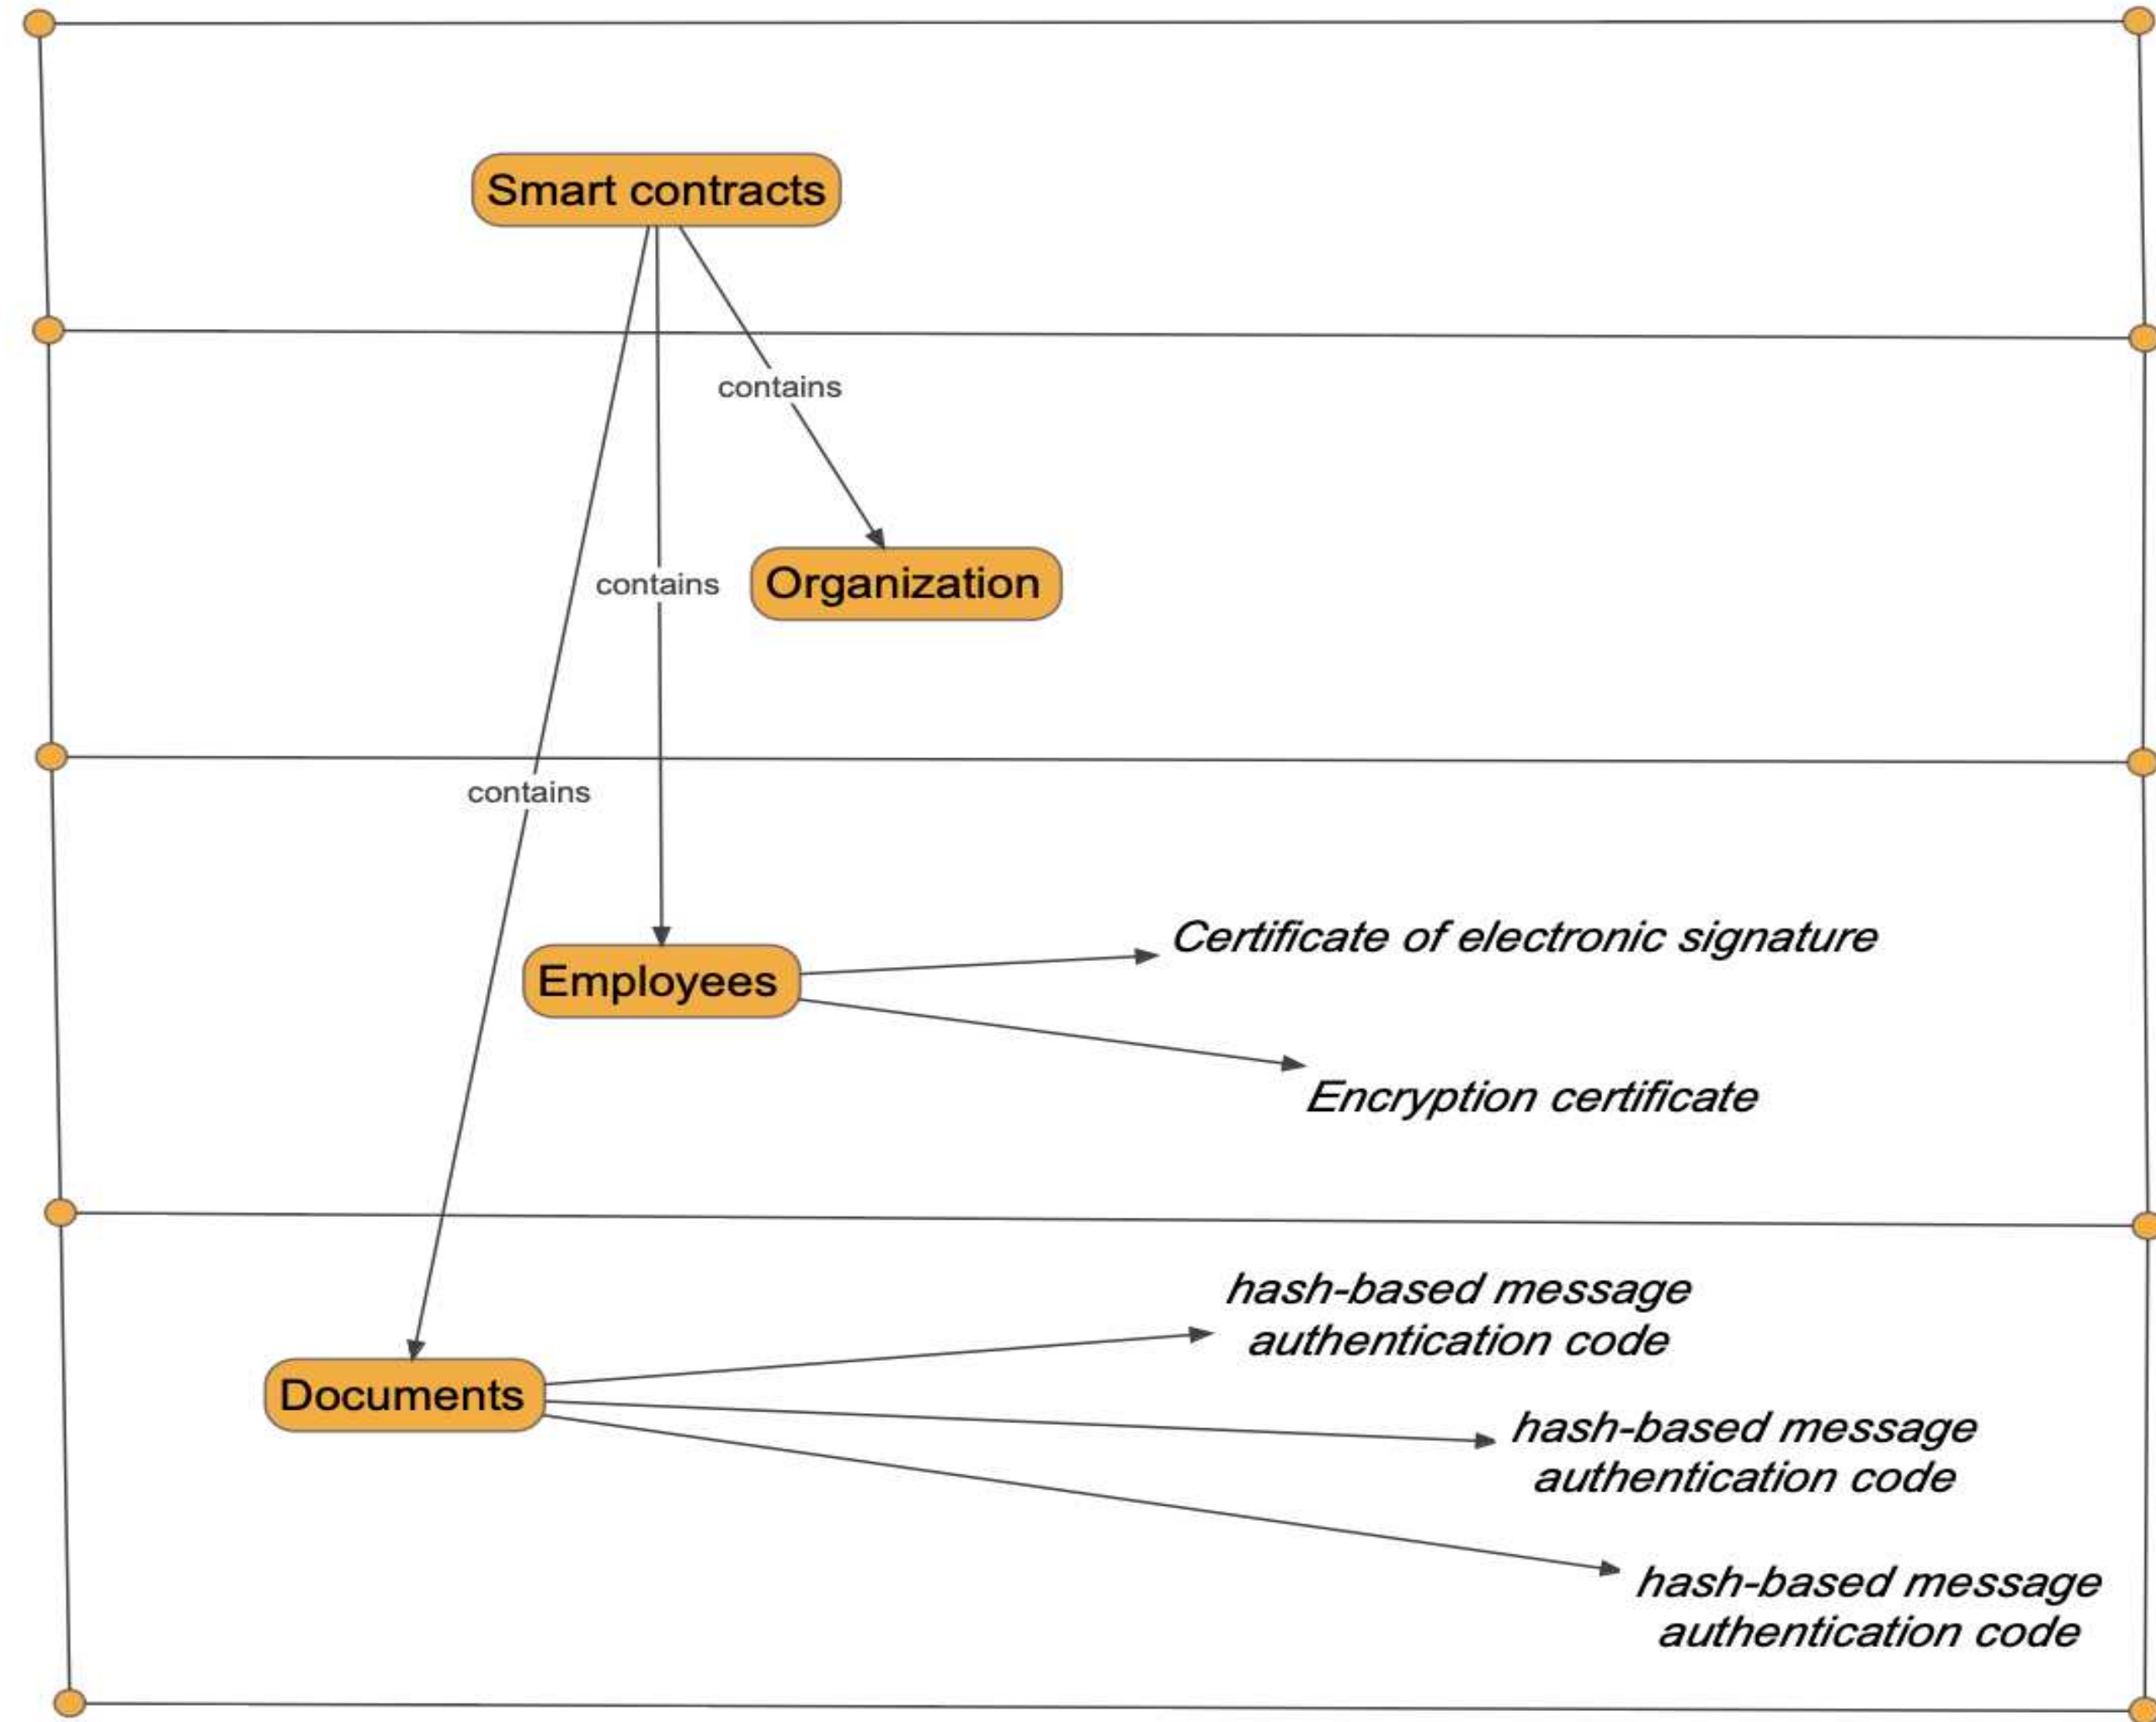 Smart contracts
contains
contains
Organization
contains
Certificate of electronic signature
Employees
Encryption certificate
hash-based message
authentication code
Documents
hash-based message
authentication code
hash-based message
authentication code